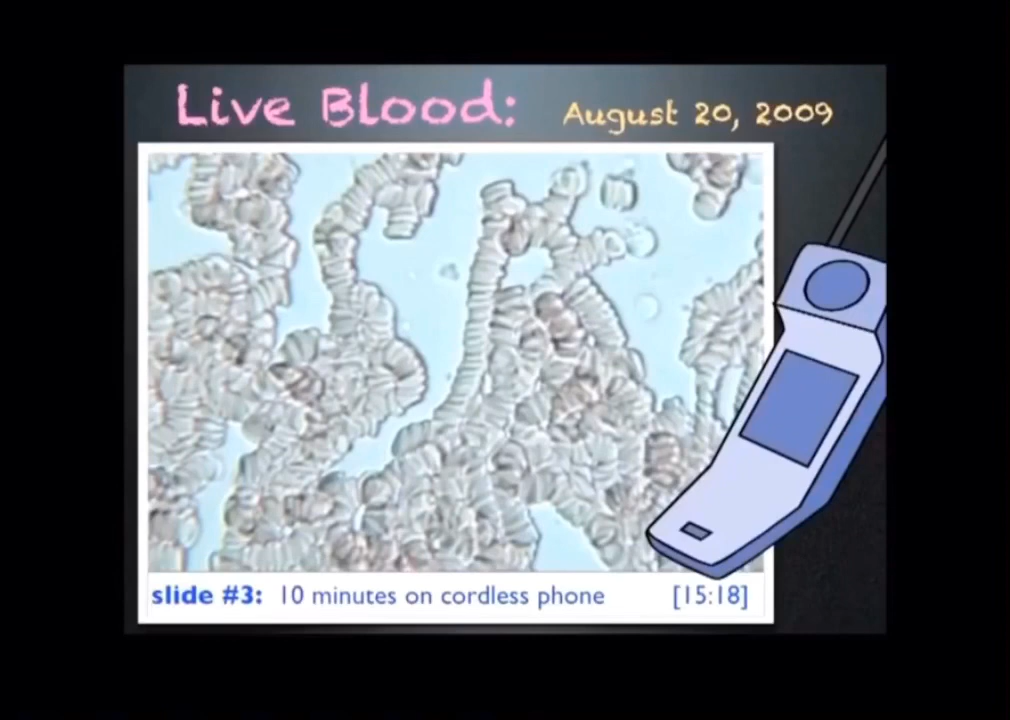 Live Blood: August 20, 2009
slide #3: 10 minutes on cordless phone [15:18]